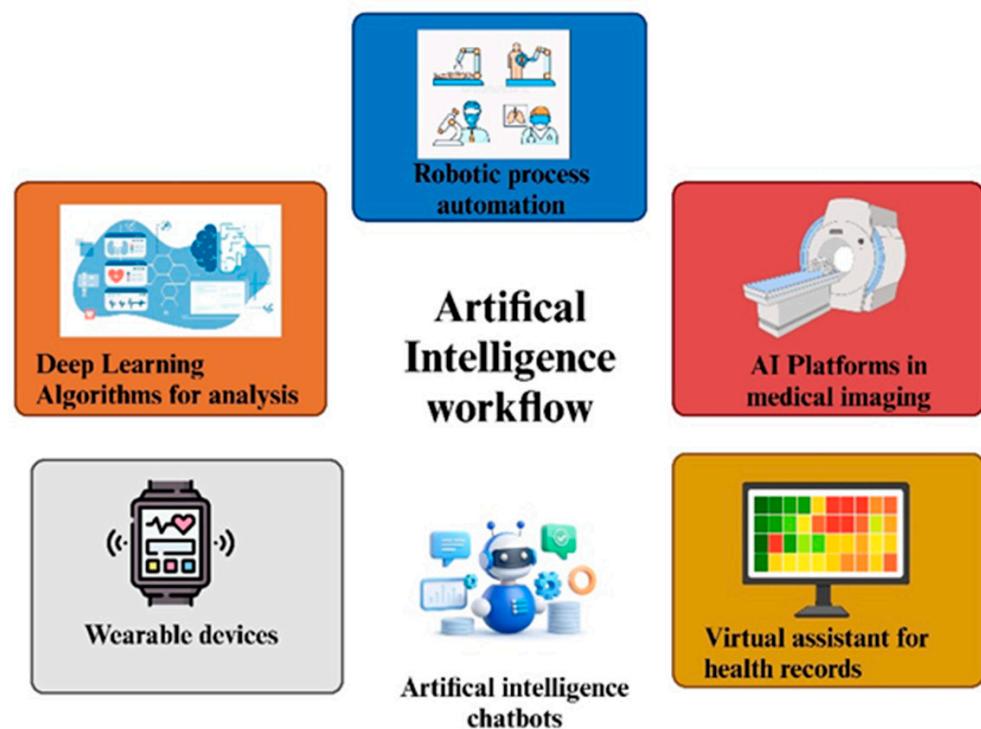 Robotic process
automation
Deep Learning
Algorithms for analysis
Artifical
Intelligence
workflow
AI Platforms in
medical imaging
Wearable devices
Artifical intelligence
chatbots
Virtual assistant for
health records